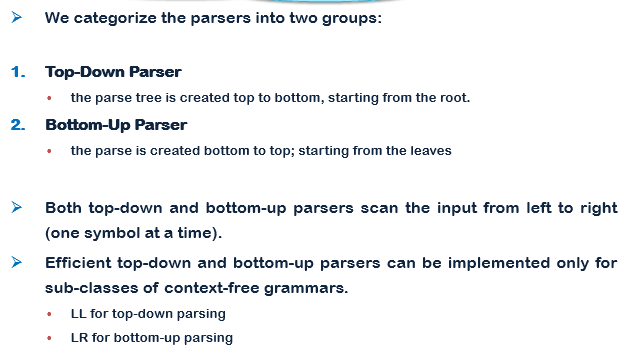 ➢ We categorize the parsers into two groups:
1. Top-Down Parser
• the parse tree is created top to bottom, starting from the root.
2. Bottom-Up Parser
• the parse is created bottom to top; starting from the leaves
➢ Both top-down and bottom-up parsers scan the input from left to right
(one symbol at a time).
➢ Efficient top-down and bottom-up parsers can be implemented only for
sub-classes of context-free grammars.
• LL for top-down parsing
• LR for bottom-up parsing